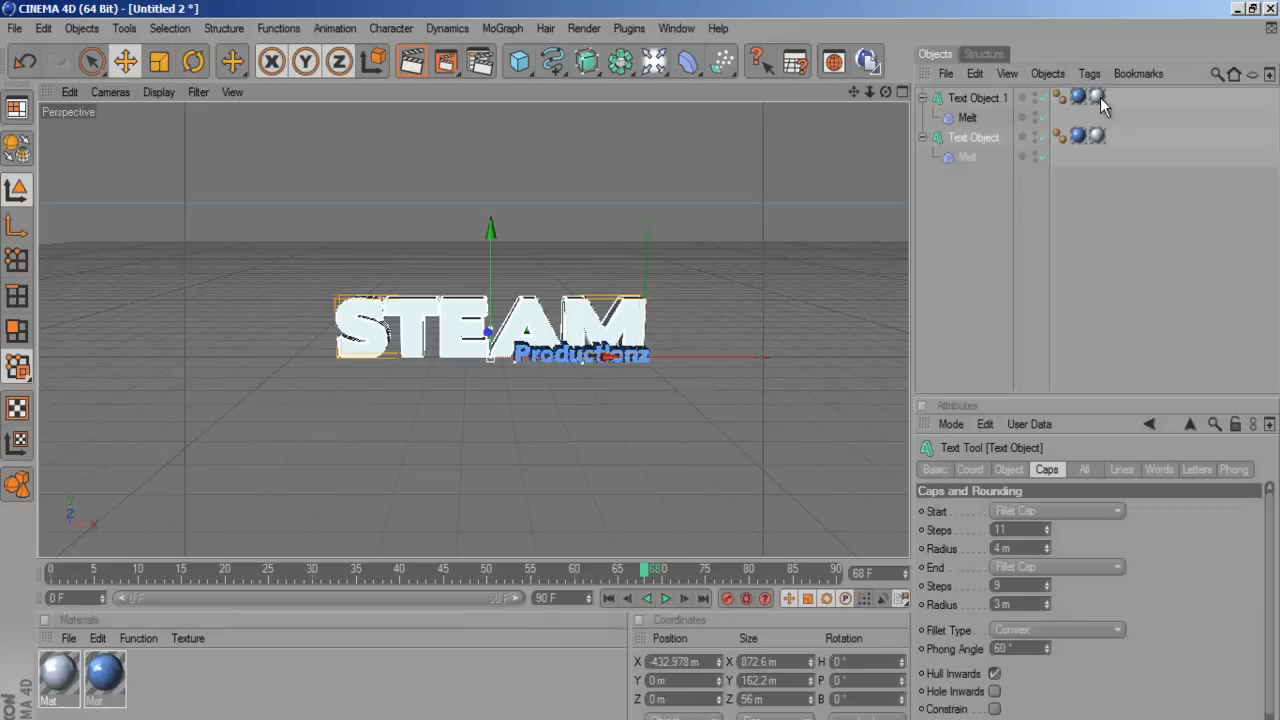 CINEMA 4D (64 Bit) - [Untitled 2 *]
File Edit Objects Tools Selection Structure Functions Animation Character Dynamics MoGraph Hair Render Plugins Window Help
Objects Structure
File Edit View Objects Tags Bookmarks
Edit Cameras Display Filter View
Perspective
Text Object.1
Melt
Text Object
Melt
STEAM
Productionz
Y
Z X
Attributes
Mode Edit User Data
Text Tool [Text Object]
Basic Coord Object Caps All Lines Words Letters Phong
Caps and Rounding
Start Fillet Cap
Steps 11
Radius 4 m
End Fillet Cap
Steps 9
Radius 3 m
Fillet Type Convex
Phong Angle 60 °
Hull Inwards
Hole Inwards
Constrain
0 5 10 15 20 25 30 35 40 45 50 55 60 68 0 75 80 85 90 68 F
0 F 0 F 90 F 90 F
Materials
File Edit Function Texture
Mat Mat
Coordinates
Position Size Rotation
X -432.978 m X 872.6 m H 0 °
Y 0 m Y 162.2 m P 0 °
Z 0 m Z 56 m B 0 °